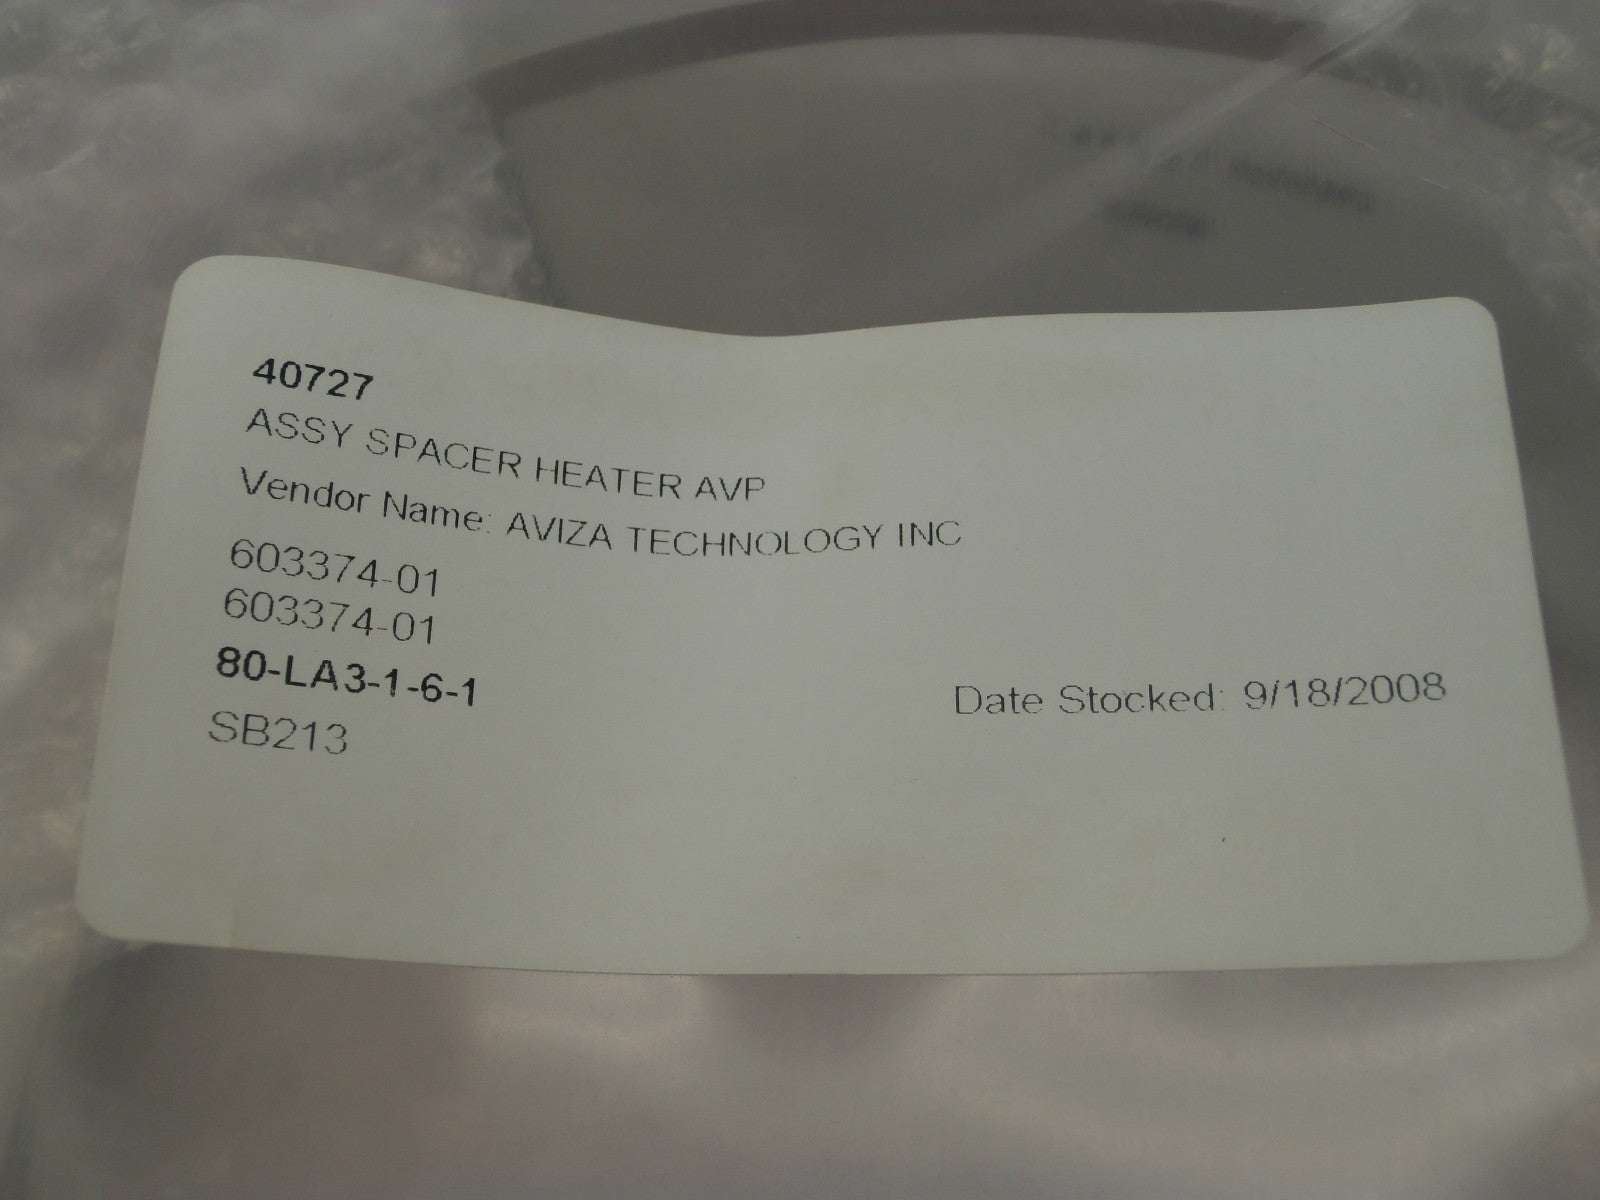 40727
ASSY SPACER HEATER AVP
Vendor Name: AVIZA TECHNOLOGY INC
603374-01
603374-01
80-LA3-1-6-1
Date Stocked: 9/18/2008
SB213